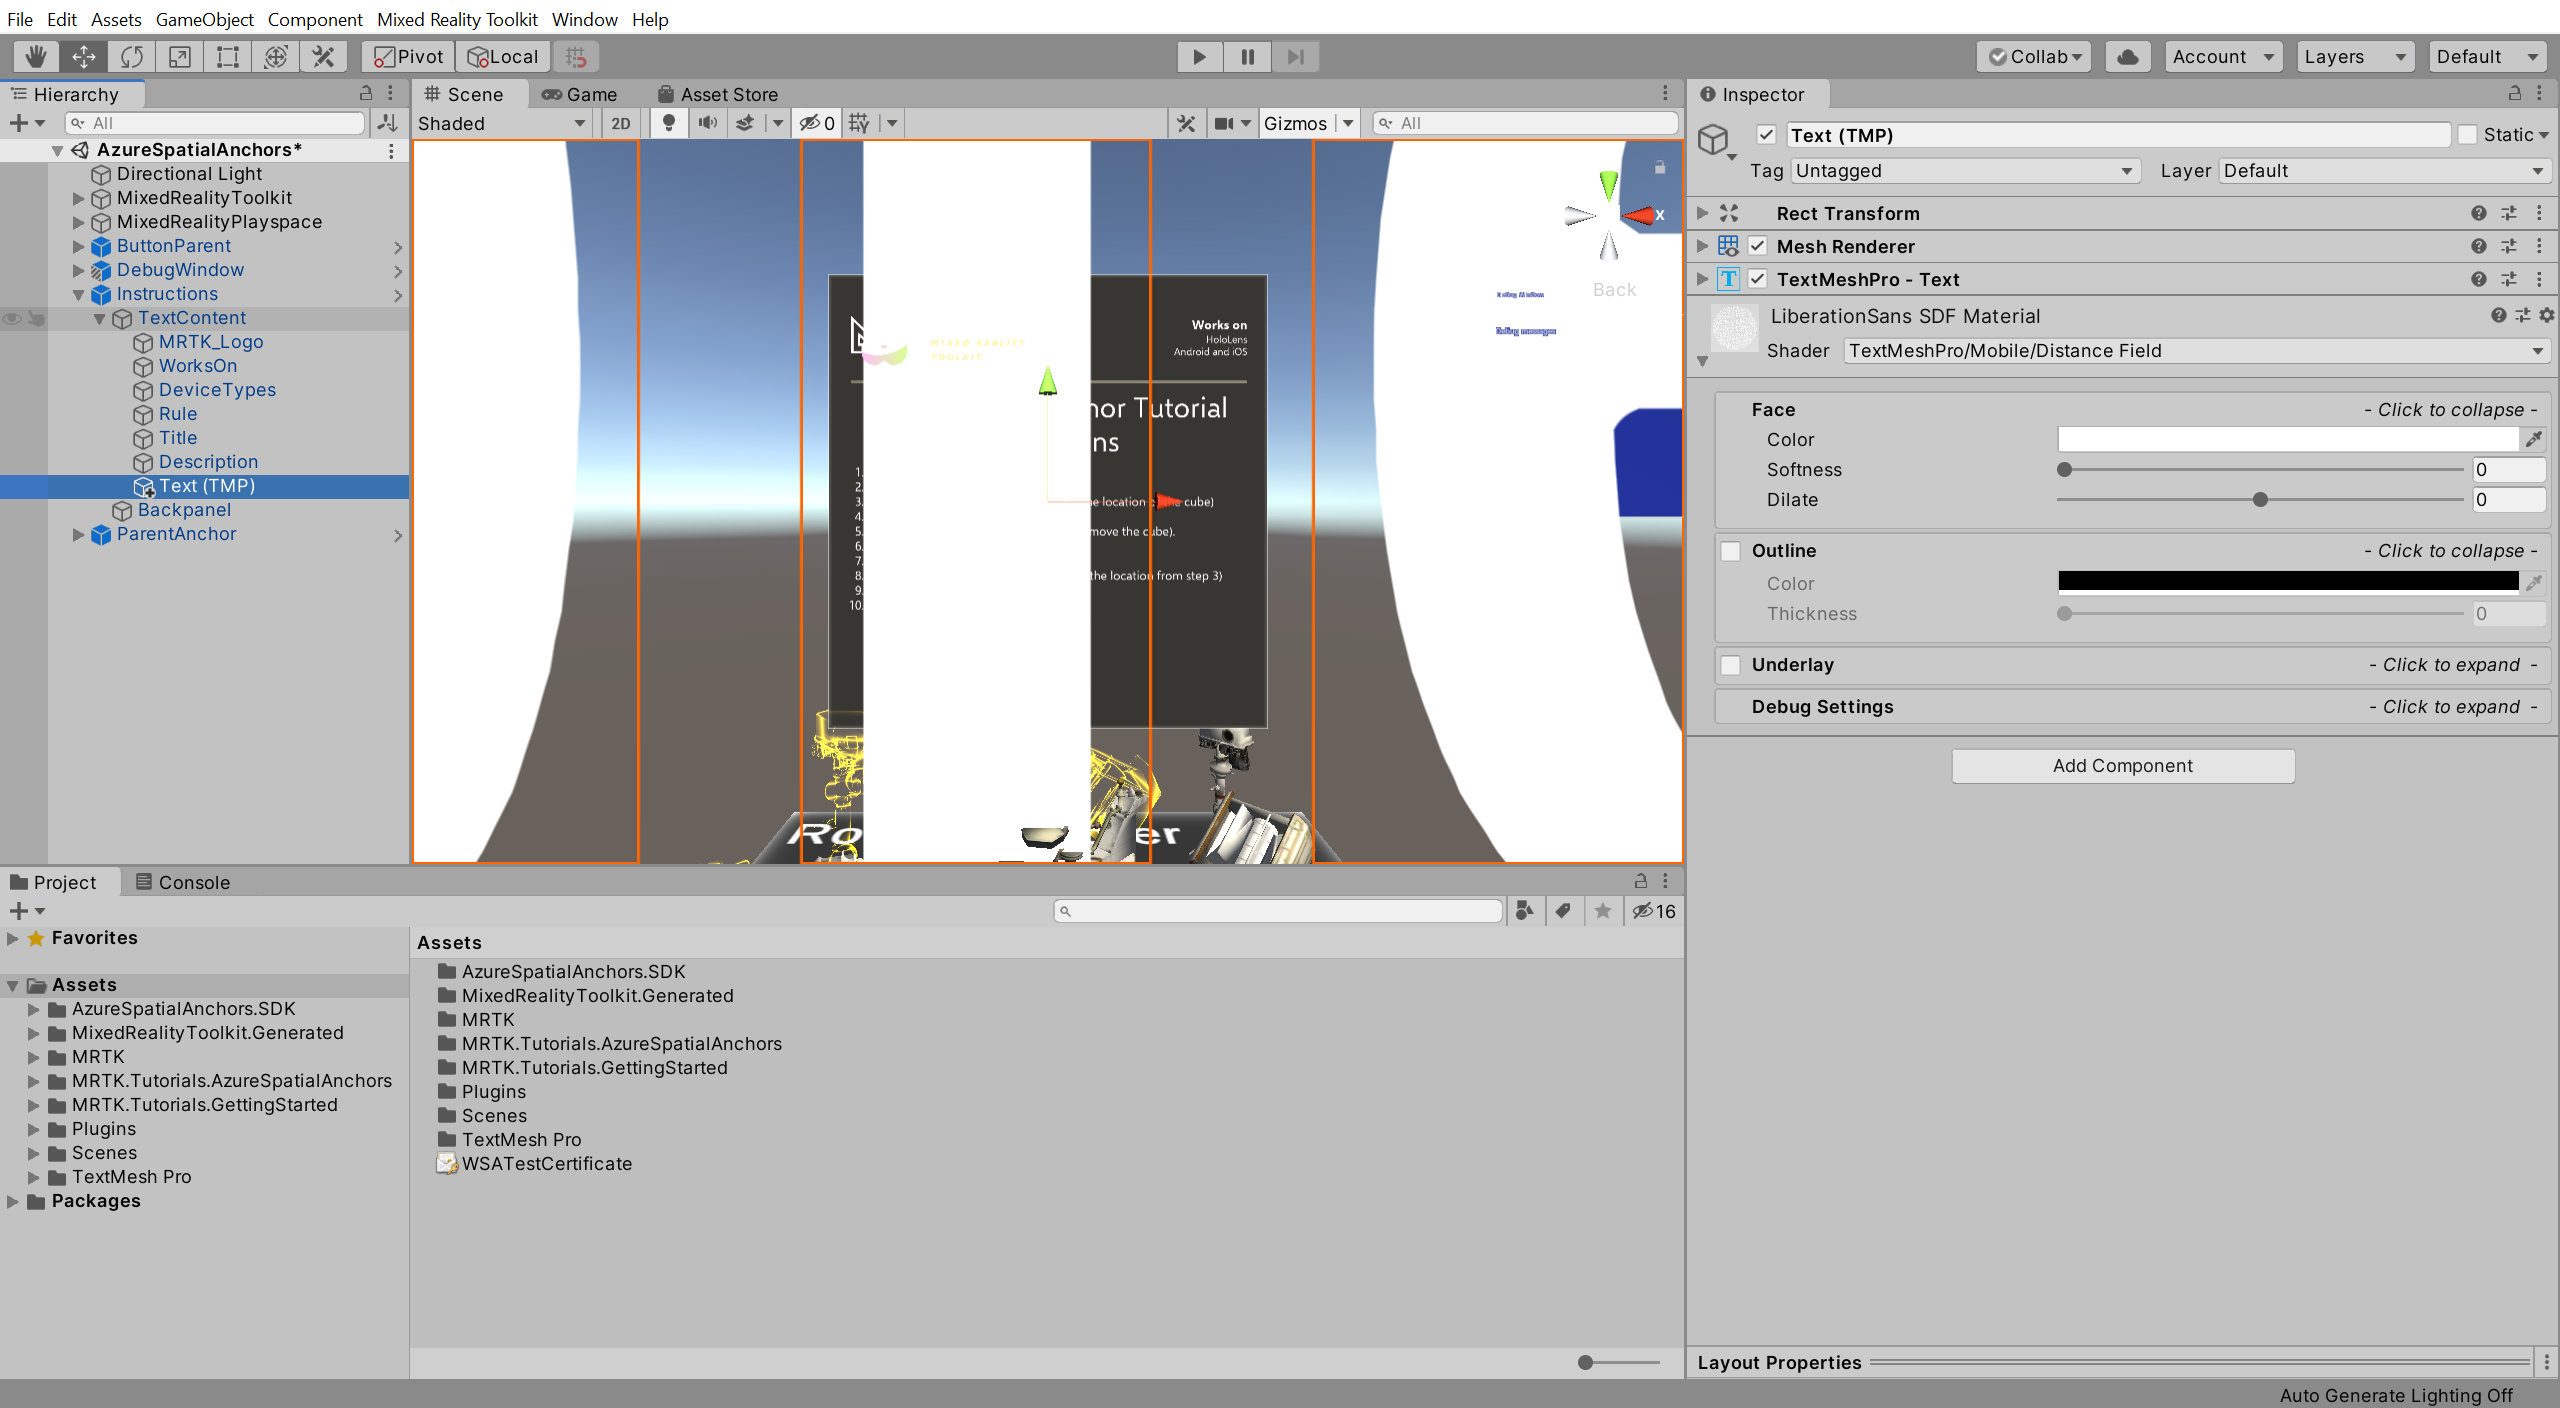 File Edit Assets GameObject Component Mixed Reality Toolkit Window Help
Pivot Local Collab Account Layers Default
Hierarchy
All
AzureSpatialAnchors*
Directional Light
MixedRealityToolkit
MixedRealityPlayspace
ButtonParent
DebugWindow
Instructions
TextContent
MRTK_Logo
WorksOn
DeviceTypes
Rule
Title
Description
Text (TMP)
Backpanel
ParentAnchor
Scene Game Asset Store
Shaded 2D 0 Gizmos All
X
Back
Debug messages
MIXED REALITY
TOOLKIT
Works on
HoloLens
Android and iOS
nor Tutorial
ns
1.
2.
3. e location cube)
4.
5. move the cube).
6.
7.
8. the location from step 3)
9.
10.
Ro er
Inspector
Text (TMP) Static
Tag Untagged Layer Default
Rect Transform
Mesh Renderer
TextMeshPro - Text
LiberationSans SDF Material
Shader TextMeshPro/Mobile/Distance Field
Face - Click to collapse -
Color
Softness 0
Dilate 0
Outline - Click to collapse -
Color
Thickness 0
Underlay - Click to expand -
Debug Settings - Click to expand -
Add Component
Layout Properties
Project Console
16
Favorites
Assets
AzureSpatialAnchors.SDK
MixedRealityToolkit.Generated
MRTK
MRTK.Tutorials.AzureSpatialAnchors
MRTK.Tutorials.GettingStarted
Plugins
Scenes
TextMesh Pro
Packages
Assets
AzureSpatialAnchors.SDK
MixedRealityToolkit.Generated
MRTK
MRTK.Tutorials.AzureSpatialAnchors
MRTK.Tutorials.GettingStarted
Plugins
Scenes
TextMesh Pro
WSATestCertificate
Auto Generate Lighting Off